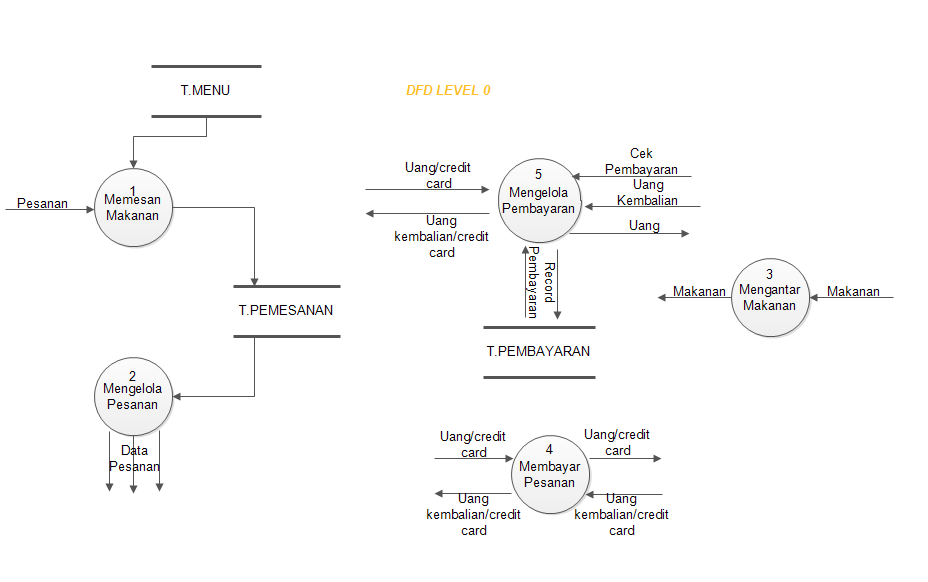 T.MENU
DFD LEVEL 0
Pesanan
1
Memesan
Makanan
T.PEMESANAN
2
Mengelola
Pesanan
Data
Pesanan
Uang/credit
card
Uang
kembalian/credit
card
5
Mengelola
Pembayaran
Cek
Pembayaran
Uang
Kembalian
Uang
Pembayaran
Record
T.PEMBAYARAN
Makanan
3
Mengantar
Makanan
Makanan
Uang/credit
card
Uang
kembalian/credit
card
4
Membayar
Pesanan
Uang/credit
card
Uang
kembalian/credit
card